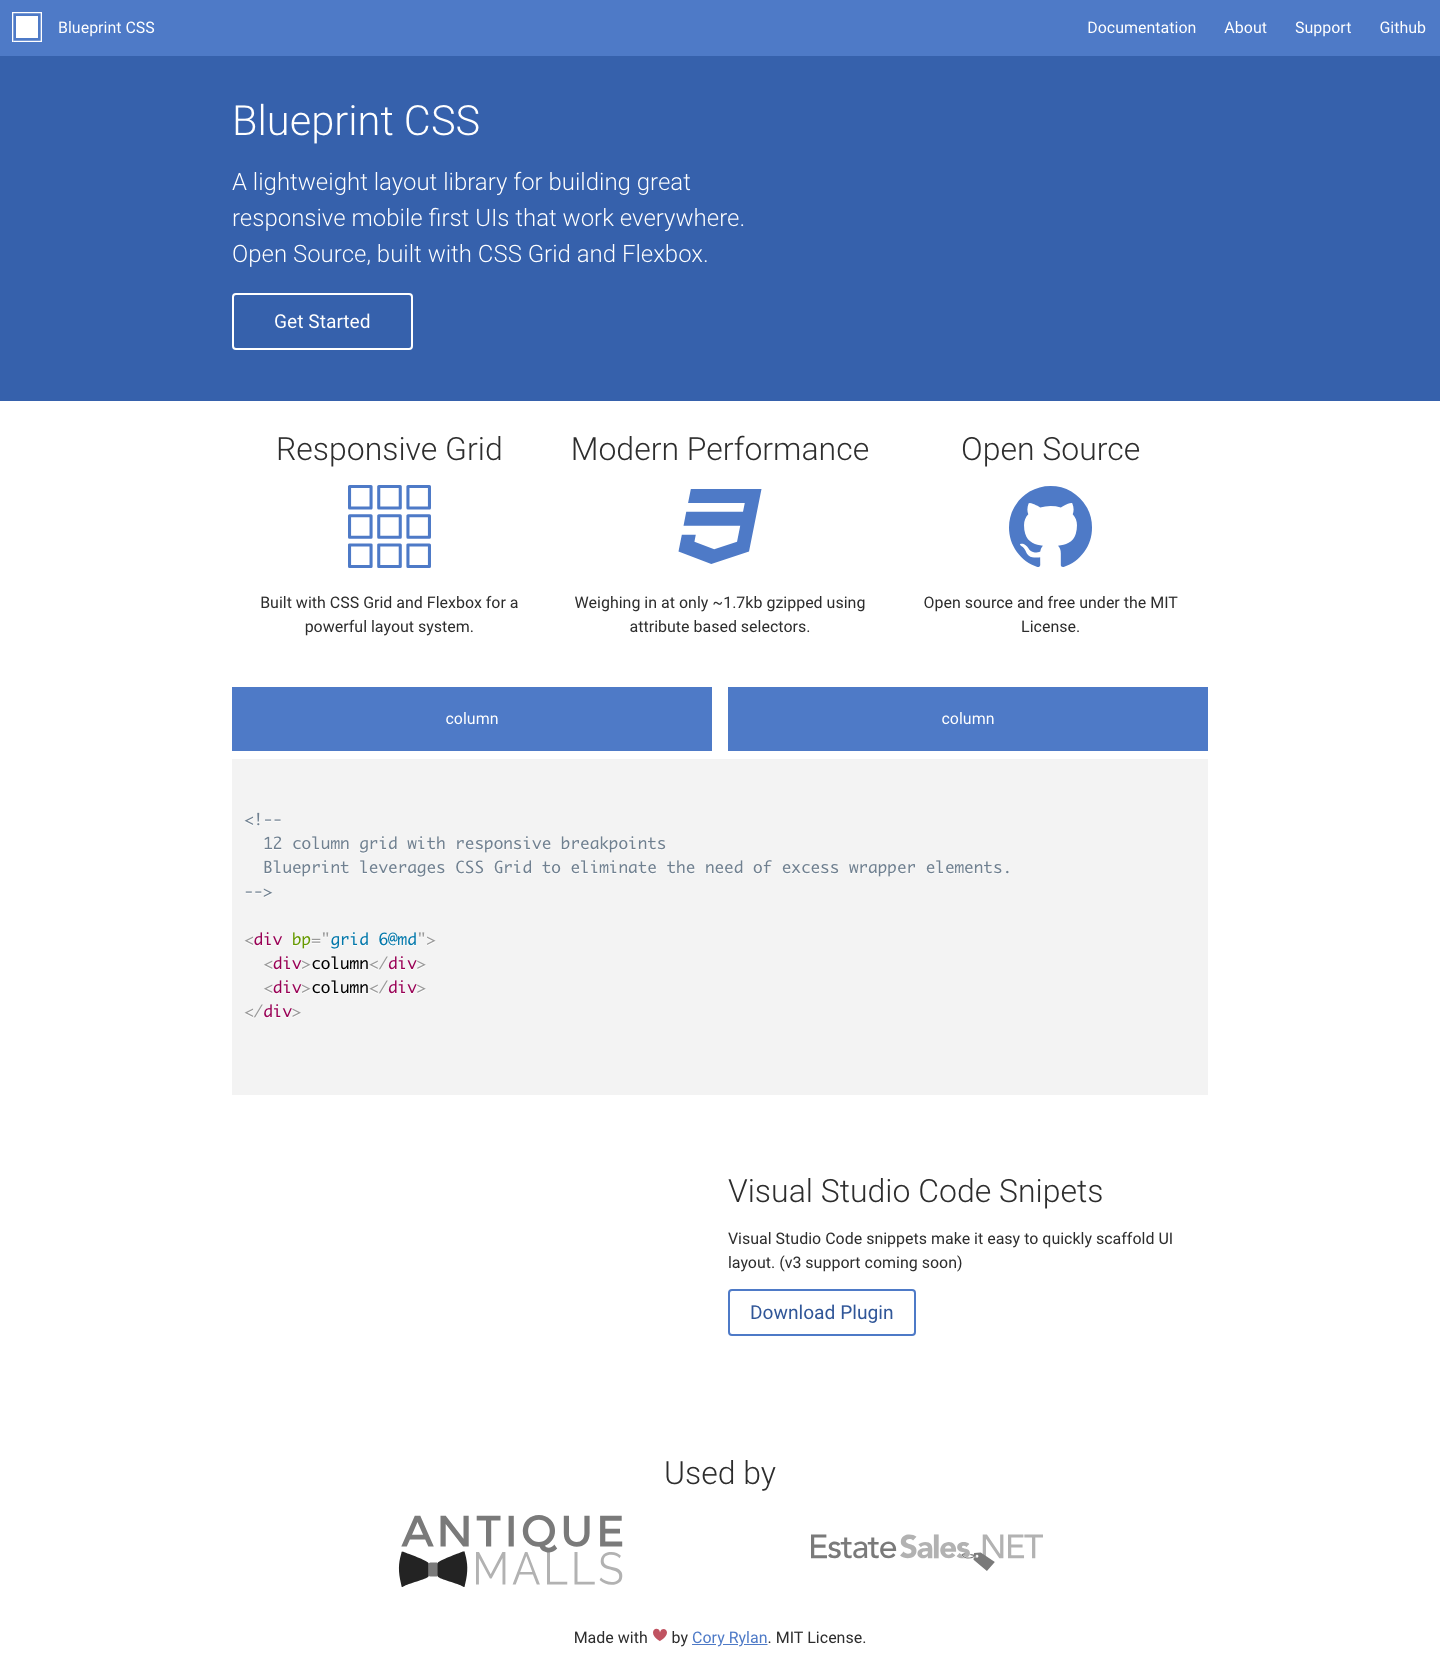 Blueprint CSS
Documentation About Support Github
Blueprint CSS
A lightweight layout library for building great
responsive mobile first UIs that work everywhere.
Open Source, built with CSS Grid and Flexbox.
Get Started
Responsive Grid
Built with CSS Grid and Flexbox for a
powerful layout system.
Modern Performance
Weighing in at only ~1.7kb gzipped using
attribute based selectors.
Open Source
Open source and free under the MIT
License.
column
column
<!--
  12 column grid with responsive breakpoints
  Blueprint leverages CSS Grid to eliminate the need of excess wrapper elements.
-->
<div bp="grid 6@md">
  <div>column</div>
  <div>column</div>
</div>
Visual Studio Code Snipets
Visual Studio Code snippets make it easy to quickly scaffold UI
layout. (v3 support coming soon)
Download Plugin
Used by
ANTIQUE
MALLS
EstateSales.NET
Made with ♥ by Cory Rylan. MIT License.